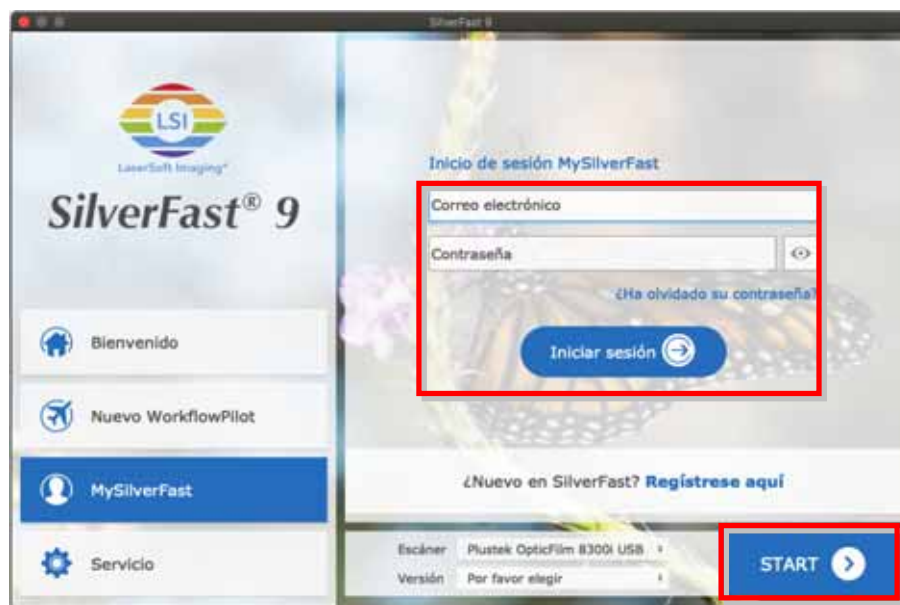 SilverFast 9
LSI
LaserSoft Imaging®
SilverFast® 9
Bienvenido
Nuevo WorkflowPilot
MySilverFast
Servicio
Inicio de sesión MySilverFast
Correo electrónico
Contraseña
¿Ha olvidado su contraseña?
Iniciar sesión
¿Nuevo en SilverFast? Regístrese aquí
Escáner Plustek OpticFilm 8300i USB
Versión Por favor elegir
START